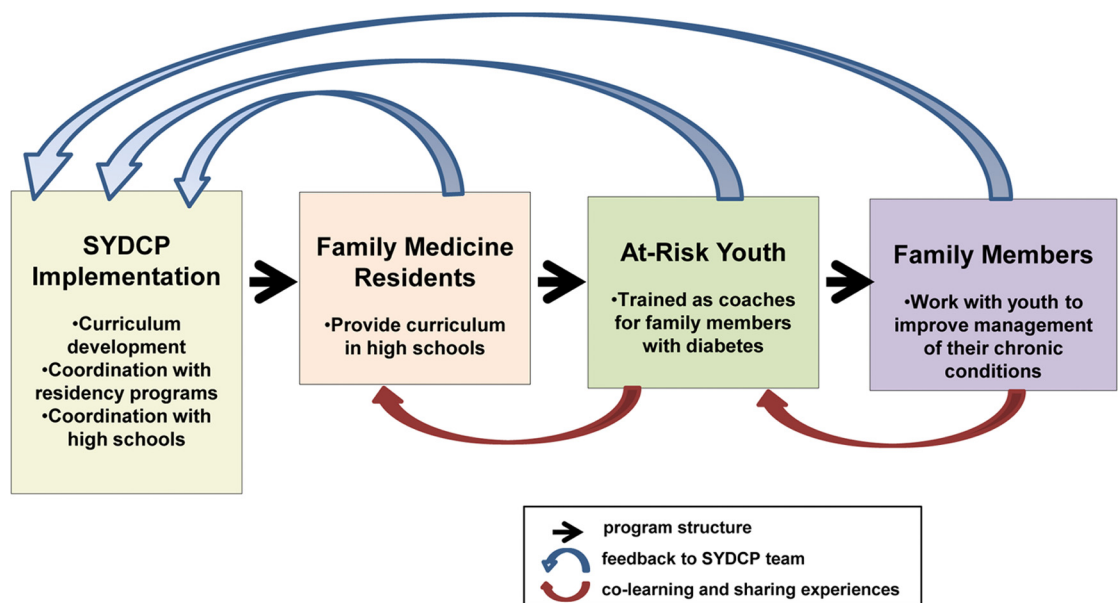 SYDCP
Implementation
•Curriculum
development
•Coordination with
residency programs
•Coordination with
high schools
Family Medicine
Residents
•Provide curriculum
in high schools
At-Risk Youth
•Trained as coaches
for family members
with diabetes
Family Members
•Work with youth to
improve management
of their chronic
conditions
program structure
feedback to SYDCP team
co-learning and sharing experiences